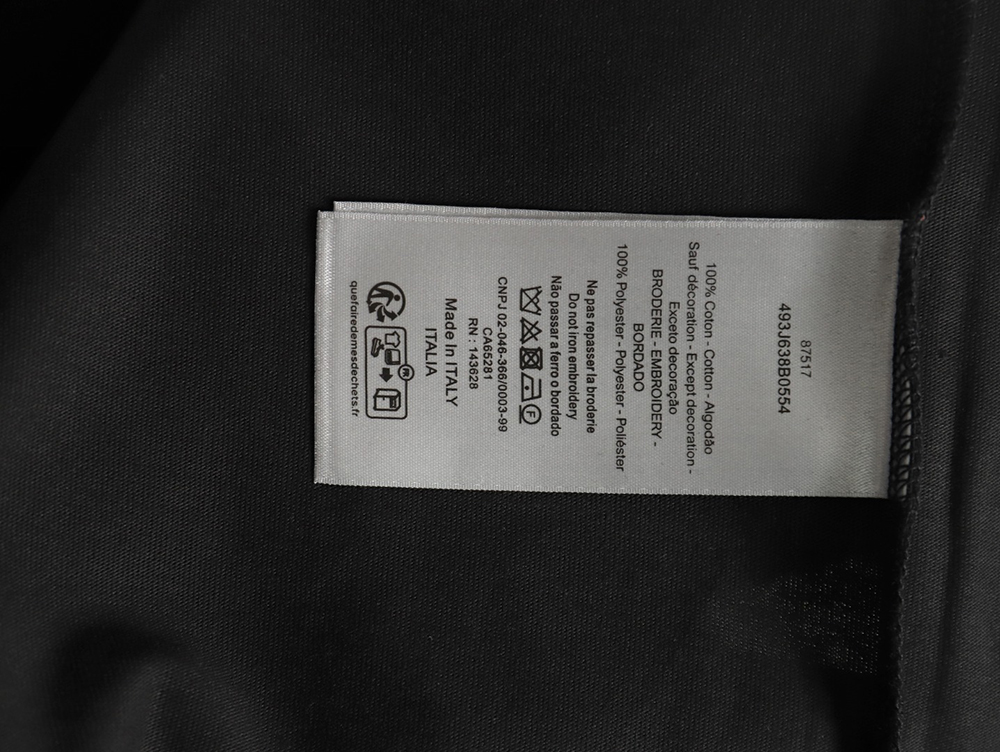 87517
493J638B0554
100% Coton - Cotton - Algodão
Sauf décoration - Except decoration -
Exceto decoração
BRODERIE - EMBROIDERY -
BORDADO
100% Polyester - Polyester - Poliéster
Ne pas repasser la broderie
Do not iron embroidery
Não passar a ferro o bordado
F
CNPJ 02-046-366/0003-99
CA65281
RN : 143628
Made In ITALY
ITALIA
FR
quefairedemesdechets.fr